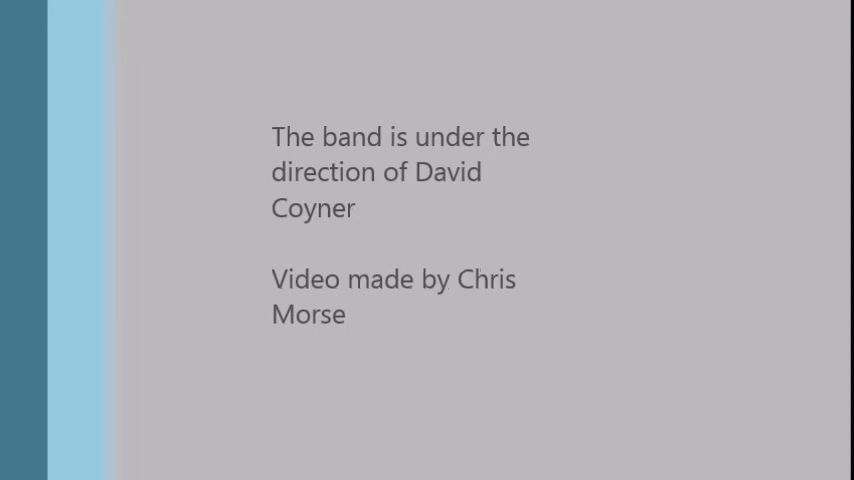 The band is under the
direction of David
Coyner
Video made by Chris
Morse